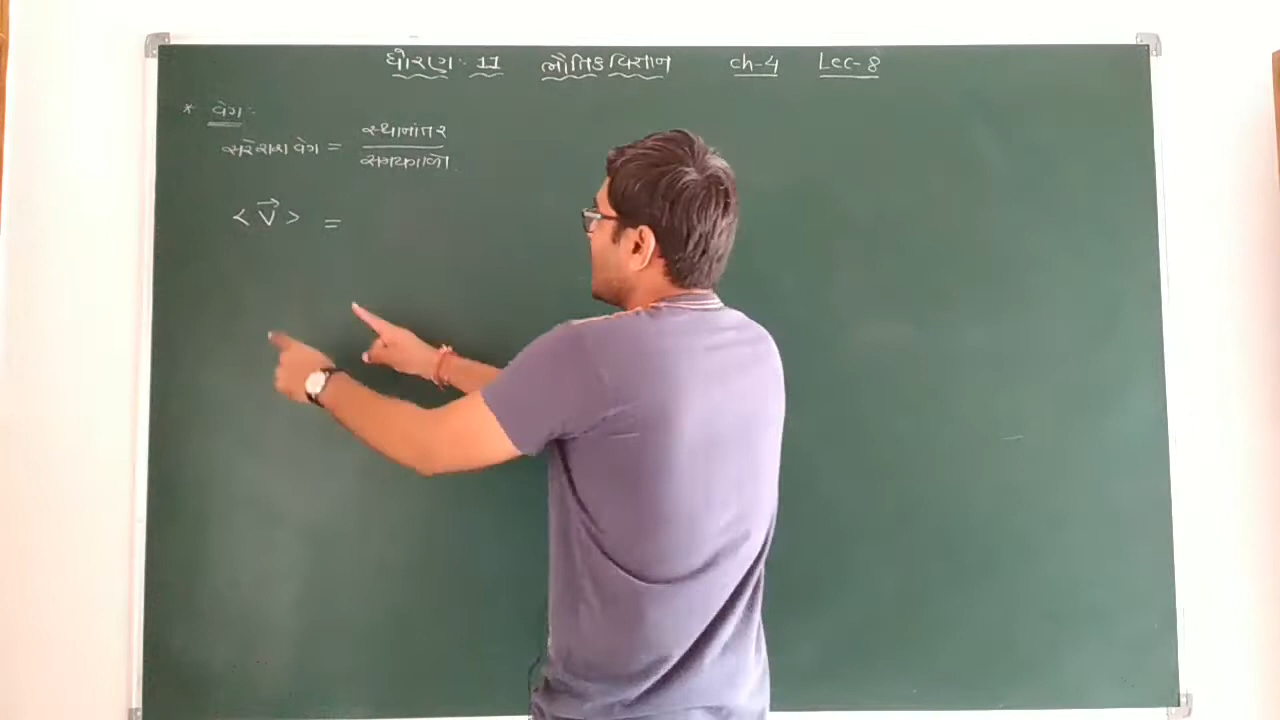 ધોરણ : 11 ભૌતિક વિજ્ઞાન ch-4 Lec-8
* વેગ :
સરેરાશ વેગ = સ્થાનાંતર
સમયગાળો
< V⃗ > =